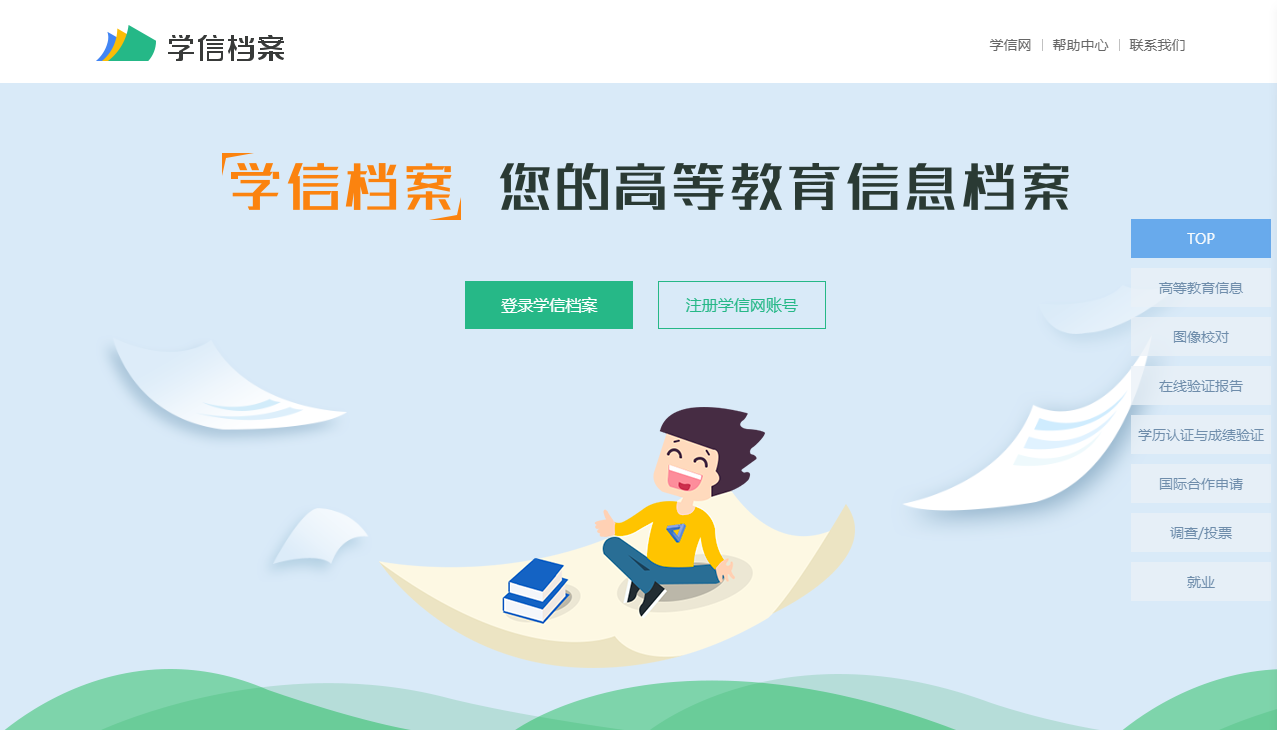 学信档案
学信网 | 帮助中心 | 联系我们
学信档案 您的高等教育信息档案
登录学信档案 注册学信网账号
TOP
高等教育信息
图像校对
在线验证报告
学历认证与成绩验证
国际合作申请
调查/投票
就业